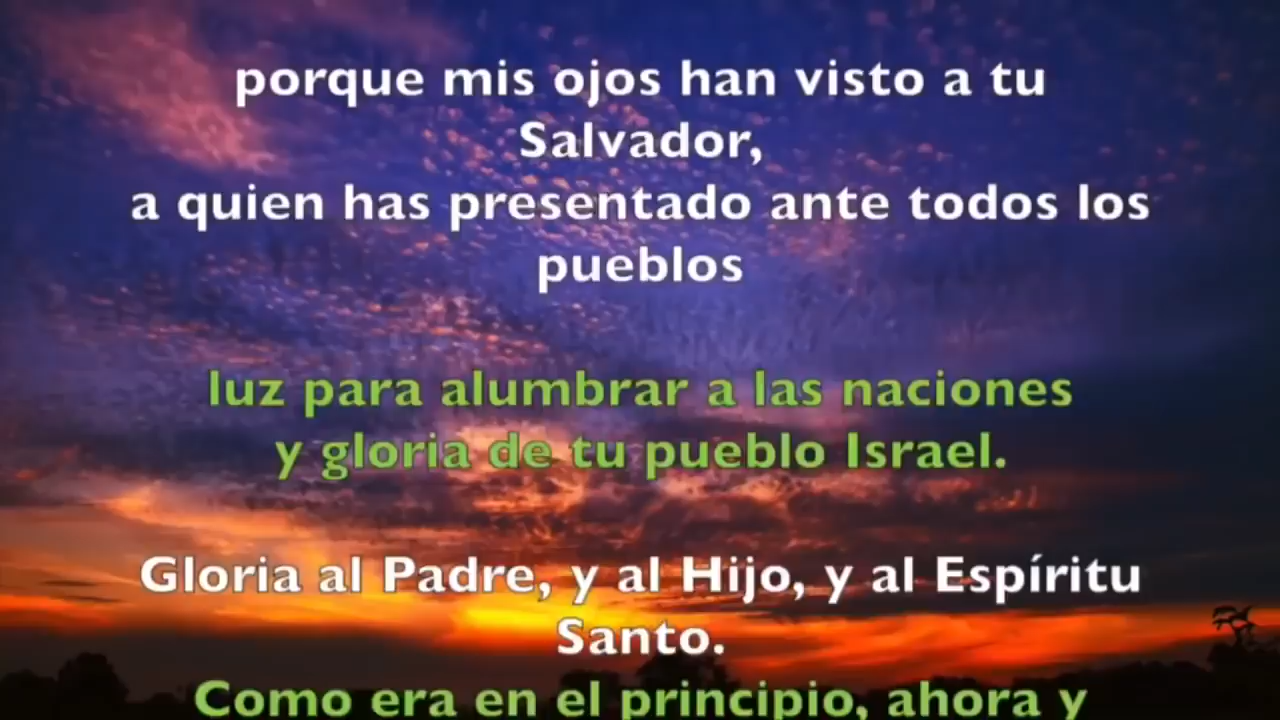 porque mis ojos han visto a tu
Salvador,
a quien has presentado ante todos los
pueblos
luz para alumbrar a las naciones
y gloria de tu pueblo Israel.
Gloria al Padre, y al Hijo, y al Espíritu
Santo.
Como era en el principio, ahora y